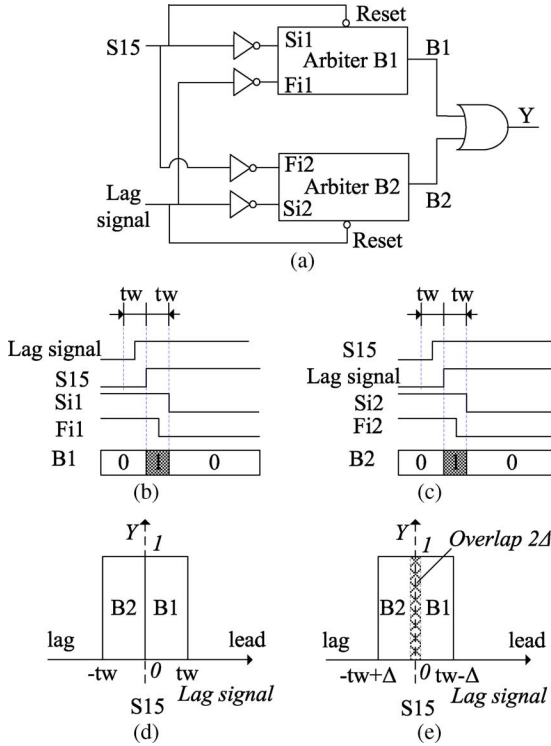 Reset
S15
Si1
Arbiter B1
Fi1
B1
Y
Fi2
Arbiter B2
Si2
B2
Lag
signal
Reset
(a)
tw tw
Lag signal
S15
Si1
Fi1
B1 0 1 0
(b)
tw tw
S15
Lag signal
Si2
Fi2
B2 0 1 0
(c)
Y
1
B2 B1
lag lead
-tw 0 tw
Lag signal
S15
(d)
Y
1
Overlap 2Δ
B2 B1
lag lead
-tw+Δ 0 tw-Δ
Lag signal
S15
(e)